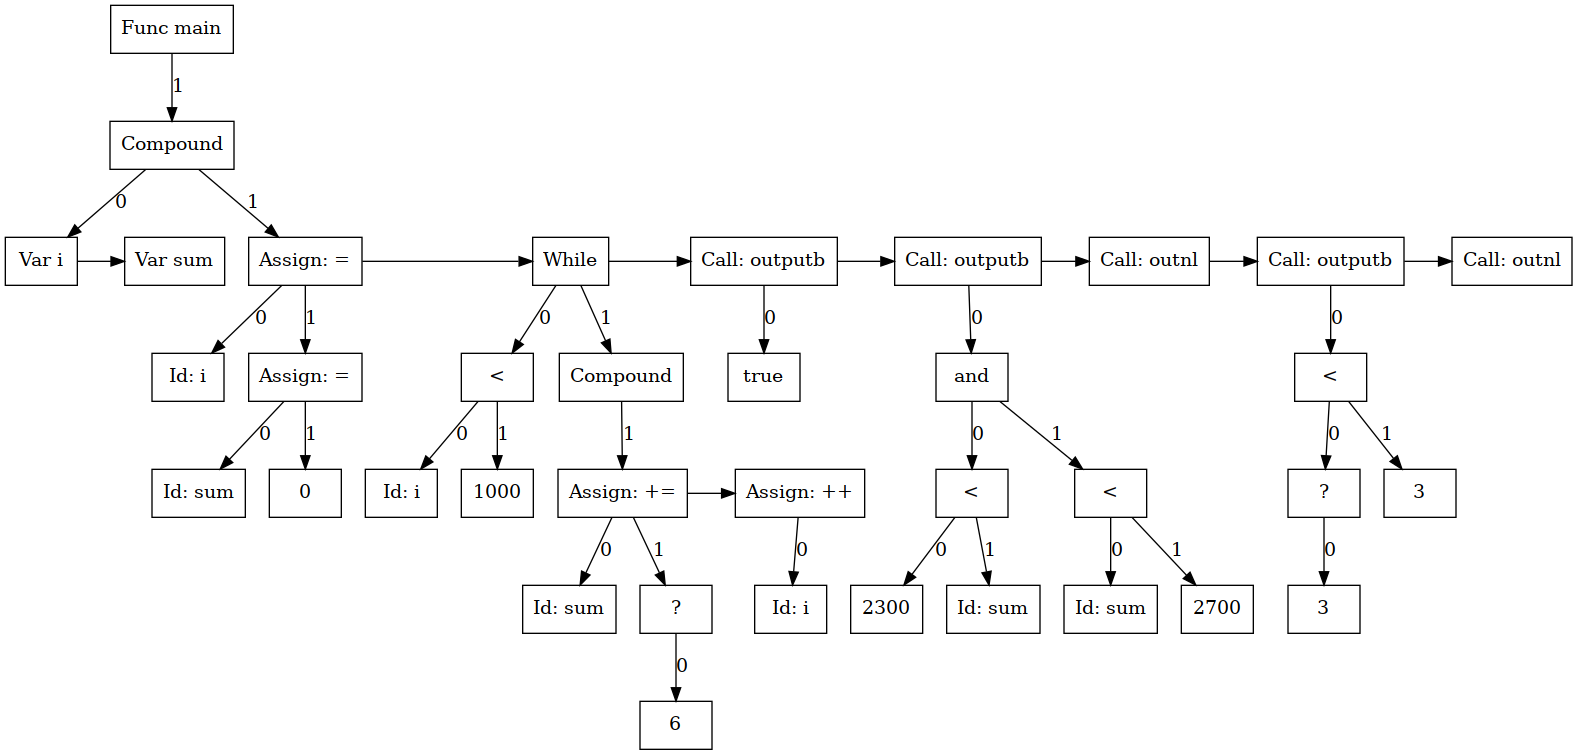 Func main
1
Compound
0 1
Var i Var sum Assign: = While Call: outputb Call: outputb Call: outnl Call: outputb Call: outnl
0 1 0 1 0 0 0
Id: i Assign: = < Compound true and <
0 1 0 1 1 0 1 0 1
Id: sum 0 Id: i 1000 Assign: += Assign: ++ < < ? 3
0 1 0 0 1 0 1 0
Id: sum ? Id: i 2300 Id: sum Id: sum 2700 3
0
6